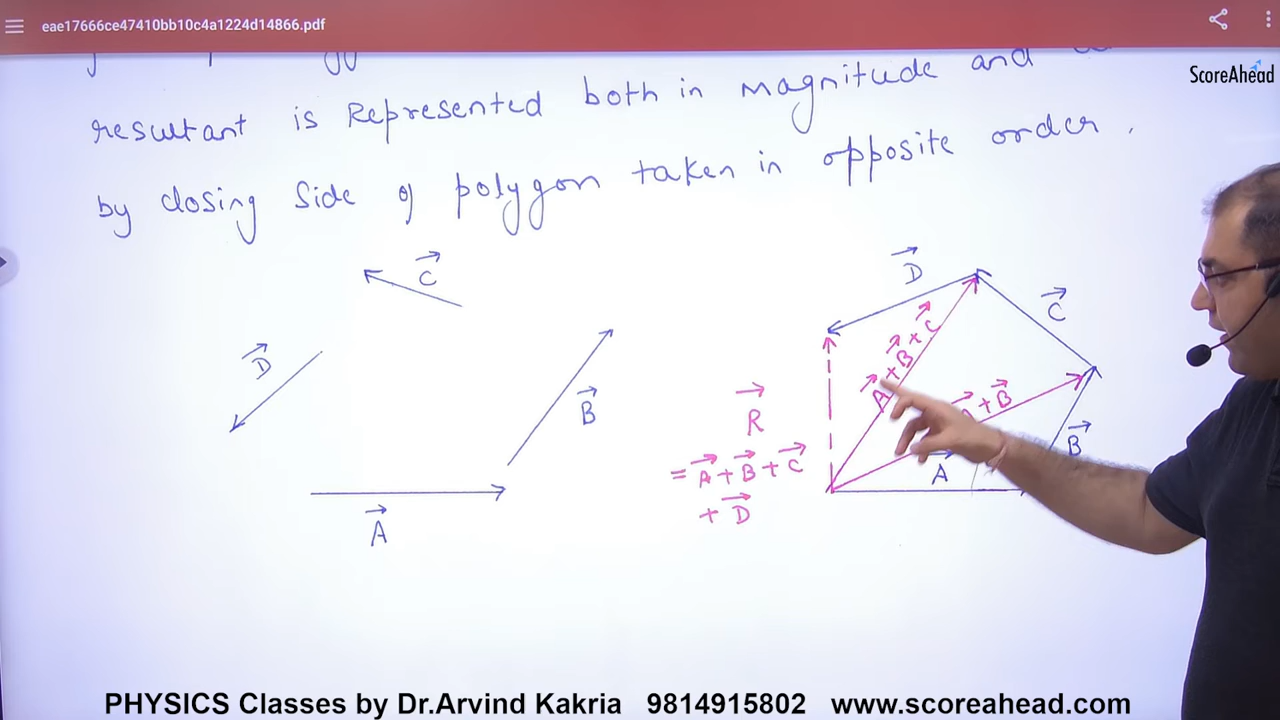 eae17666ce47410bb10c4a1224d14866.pdf
ScoreAhead
resultant is Represented both in magnitude and
by closing Side of polygon taken in opposite order.
C
D
B
A
D
C
A + B + C
A + B
B
A
R
= A + B + C
+ D
PHYSICS Classes by Dr.Arvind Kakria 9814915802 www.scoreahead.com